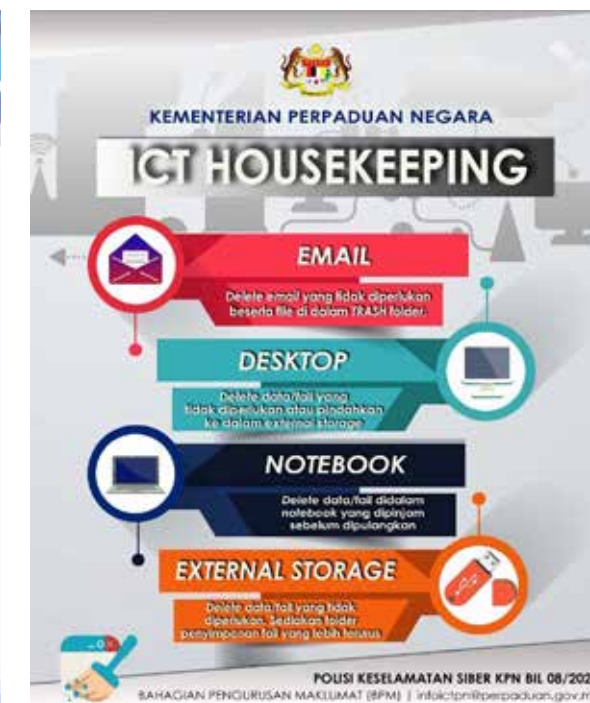 KEMENTERIAN PERPADUAN NEGARA
ICT HOUSEKEEPING
EMAIL
Delete email yang tidak diperlukan
beserta file di dalam TRASH folder.
DESKTOP
Delete data/fail yang
tidak diperlukan atau pindahkan
ke dalam external storage
NOTEBOOK
Delete data/fail didalam
notebook yang dipinjam
sebelum dipulangkan
EXTERNAL STORAGE
Delete data/fail yang tidak
diperlukan. Sediakan folder
penyimpanan fail yang lebih terurus
POLISI KESELAMATAN SIBER KPN BIL 08/202
BAHAGIAN PENGURUSAN MAKLUMAT (BPM) | infoictpn@perpaduan.gov.m